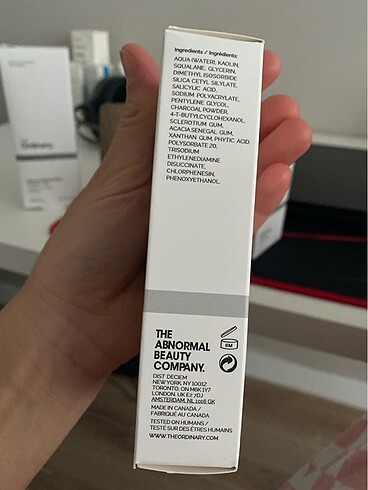 Ingredients / Ingrédients:
AQUA (WATER), KAOLIN,
SQUALANE, GLYCERIN,
DIMETHYL ISOSORBIDE
SILICA CETYL SILYLATE,
SALICYLIC ACID,
SODIUM POLYACRYLATE,
PENTYLENE GLYCOL,
CHARCOAL POWDER,
4-T-BUTYLCYCLOHEXANOL,
SCLEROTIUM GUM,
ACACIA SENEGAL GUM,
XANTHAN GUM, PHYTIC ACID,
POLYSORBATE 20,
TRISODIUM
ETHYLENEDIAMINE
DISUCCINATE,
CHLORPHENESIN,
PHENOXYETHANOL.
Ordinary.
THE
ABNORMAL
BEAUTY
COMPANY.
6M
DIST. DECIEM
NEW YORK, NY 10012
TORONTO, ON M6K 1Y7
LONDON, UK E2 7DJ
AMSTERDAM, NL 1016 GK
MADE IN CANADA /
FABRIQUÉ AU CANADA
TESTED ON HUMANS /
TESTÉ SUR DES ÊTRES HUMAINS
WWW.THEORDINARY.COM